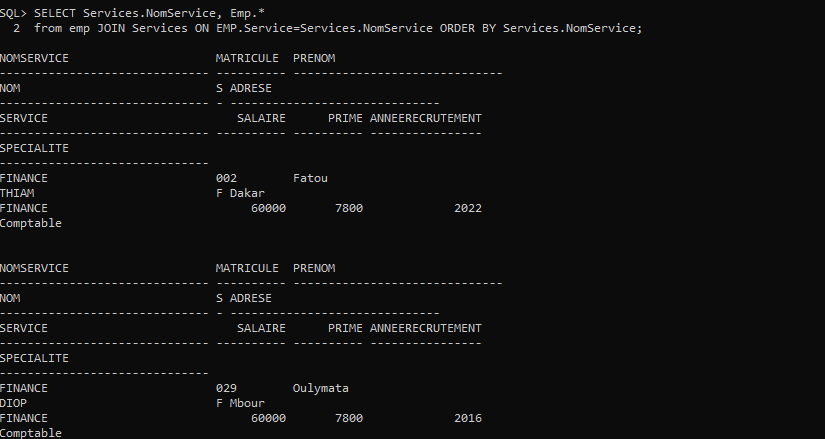 SQL> SELECT Services.NomService, Emp.*
  2  from emp JOIN Services ON EMP.Service=Services.NomService ORDER BY Services.NomService;

NOMSERVICE                     MATRICULE  PRENOM
------------------------------ ---------- ------------------------------
NOM                            S ADRESE
------------------------------ - ------------------------------
SERVICE                           SALAIRE      PRIME ANNEERECRUTEMENT
------------------------------ ---------- ---------- ----------------
SPECIALITE
------------------------------
FINANCE                        002        Fatou
THIAM                          F Dakar
FINANCE                             60000       7800             2022
Comptable

NOMSERVICE                     MATRICULE  PRENOM
------------------------------ ---------- ------------------------------
NOM                            S ADRESE
------------------------------ - ------------------------------
SERVICE                           SALAIRE      PRIME ANNEERECRUTEMENT
------------------------------ ---------- ---------- ----------------
SPECIALITE
------------------------------
FINANCE                        029        Oulymata
DIOP                           F Mbour
FINANCE                             60000       7800             2016
Comptable